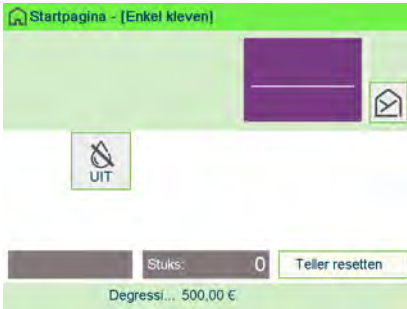 Startpagina - [Enkel kleven]
UIT
Stuks: 0 Teller resetten
Degressi... 500,00 €